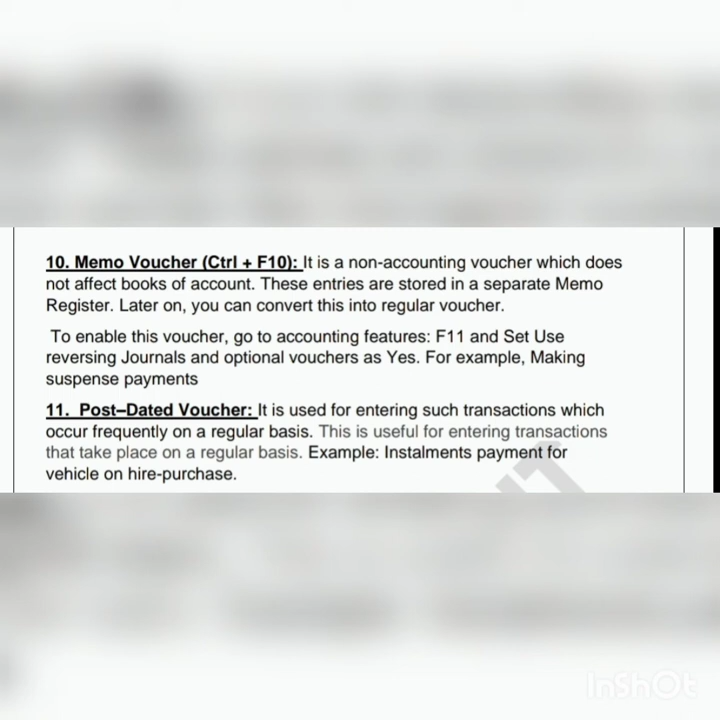 10. Memo Voucher (Ctrl + F10): It is a non-accounting voucher which does
not affect books of account. These entries are stored in a separate Memo
Register. Later on, you can convert this into regular voucher.
To enable this voucher, go to accounting features: F11 and Set Use
reversing Journals and optional vouchers as Yes. For example, Making
suspense payments
11. Post–Dated Voucher: It is used for entering such transactions which
occur frequently on a regular basis. This is useful for entering transactions
that take place on a regular basis. Example: Instalments payment for
vehicle on hire-purchase.
InShOt